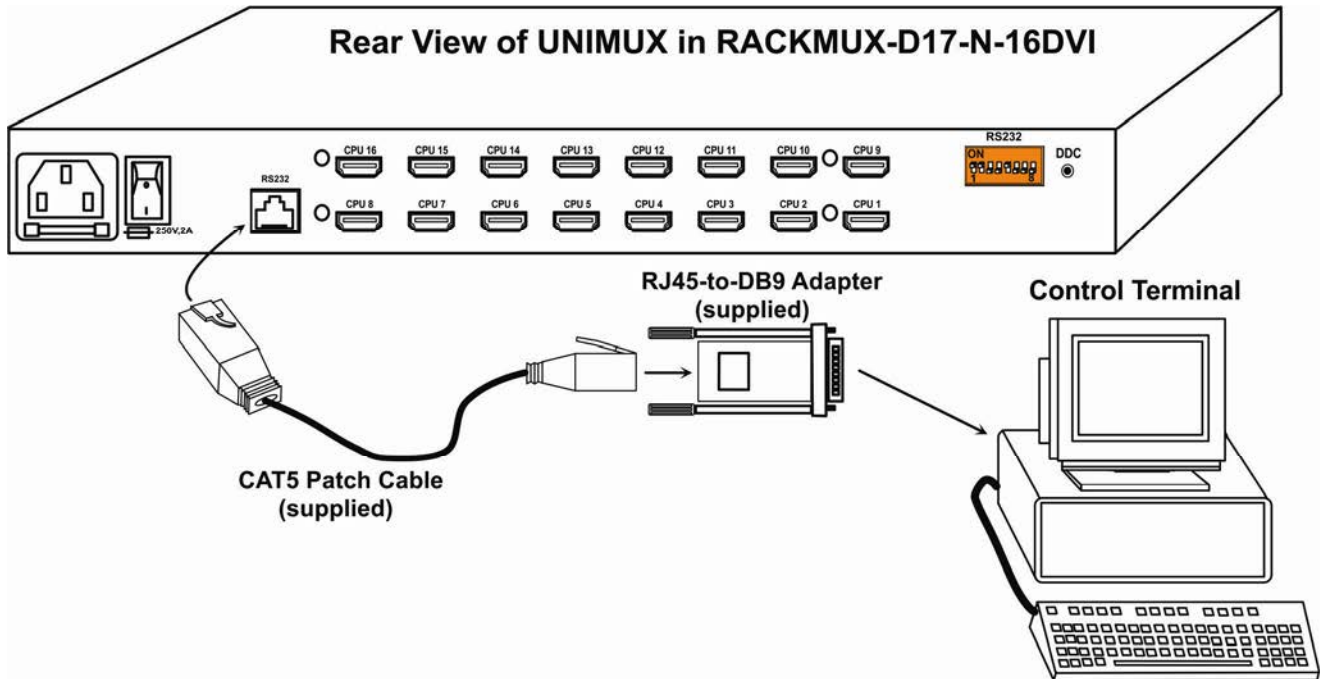 Rear View of UNIMUX in RACKMUX-D17-N-16DVI
RS232
ON
1 8
DDC
RS232
250V,2A
CPU 16 CPU 15 CPU 14 CPU 13 CPU 12 CPU 11 CPU 10 CPU 9
CPU 8 CPU 7 CPU 6 CPU 5 CPU 4 CPU 3 CPU 2 CPU 1
RJ45-to-DB9 Adapter
(supplied)
Control Terminal
CAT5 Patch Cable
(supplied)